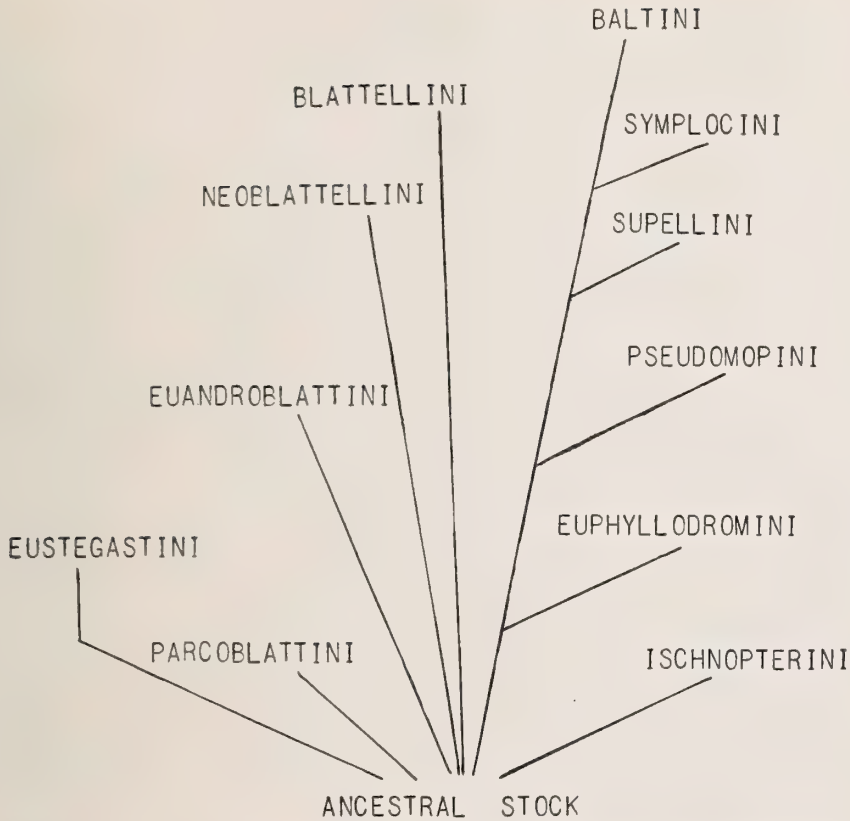 BALTINI
BLATTELLINI
SYMPLOCINI
NEOBLATTELLINI
SUPELLINI
PSEUDOMOPINI
EUANDROBLATTINI
EUPHYLLODROMINI
EUSTEGASTINI
PARCOBLATTINI
ISCHNOPTERINI
ANCESTRAL STOCK